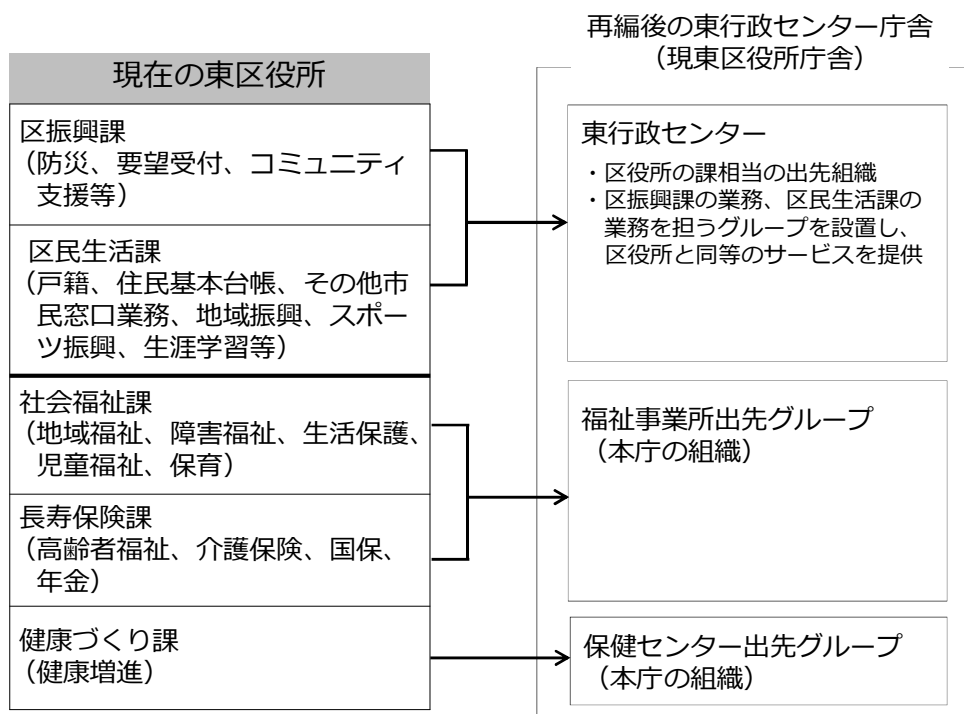 再編後の東行政センター庁舎
（現東区役所庁舎）
現在の東区役所
区振興課
（防災、要望受付、コミュニティ
支援等）
区民生活課
（戸籍、住民基本台帳、その他市
民窓口業務、地域振興、スポー
ツ振興、生涯学習等）
社会福祉課
（地域福祉、障害福祉、生活保護、
児童福祉、保育）
長寿保険課
（高齢者福祉、介護保険、国保、
年金）
健康づくり課
（健康増進）
東行政センター
・区役所の課相当の出先組織
・区振興課の業務、区民生活課の
業務を担うグループを設置し、
区役所と同等のサービスを提供
福祉事業所出先グループ
（本庁の組織）
保健センター出先グループ
（本庁の組織）